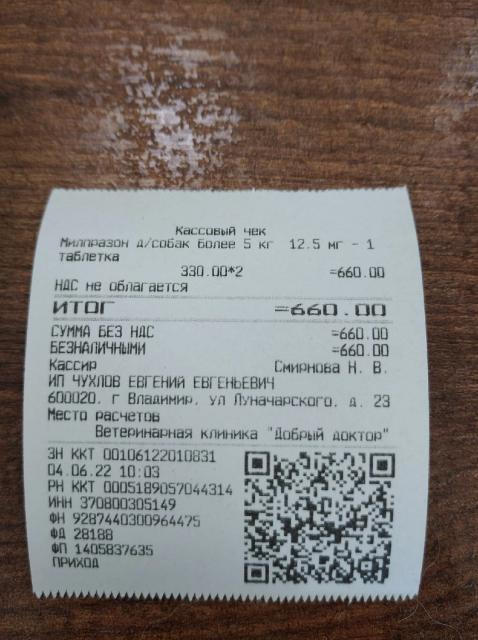 Кассовый чек
Милпразон д/собак более 5 кг 12.5 мг - 1
таблетка
330.00*2 =660.00
НДС не облагается
ИТОГ =660.00
СУММА БЕЗ НДС =660.00
БЕЗНАЛИЧНЫМИ =660.00
Кассир Смирнова Н. В.
ИП ЧУХЛОВ ЕВГЕНИЙ ЕВГЕНЬЕВИЧ
600020, г Владимир, ул Луначарского, д. 23
Место расчетов
Ветеринарная клиника "Добрый доктор"
ЗН ККТ 00106122010831
04.06.22 10:03
РН ККТ 0005189057044314
ИНН 370800305149
ФН 9287440300964475
ФД 28188
ФП 1405837635
ПРИХОД